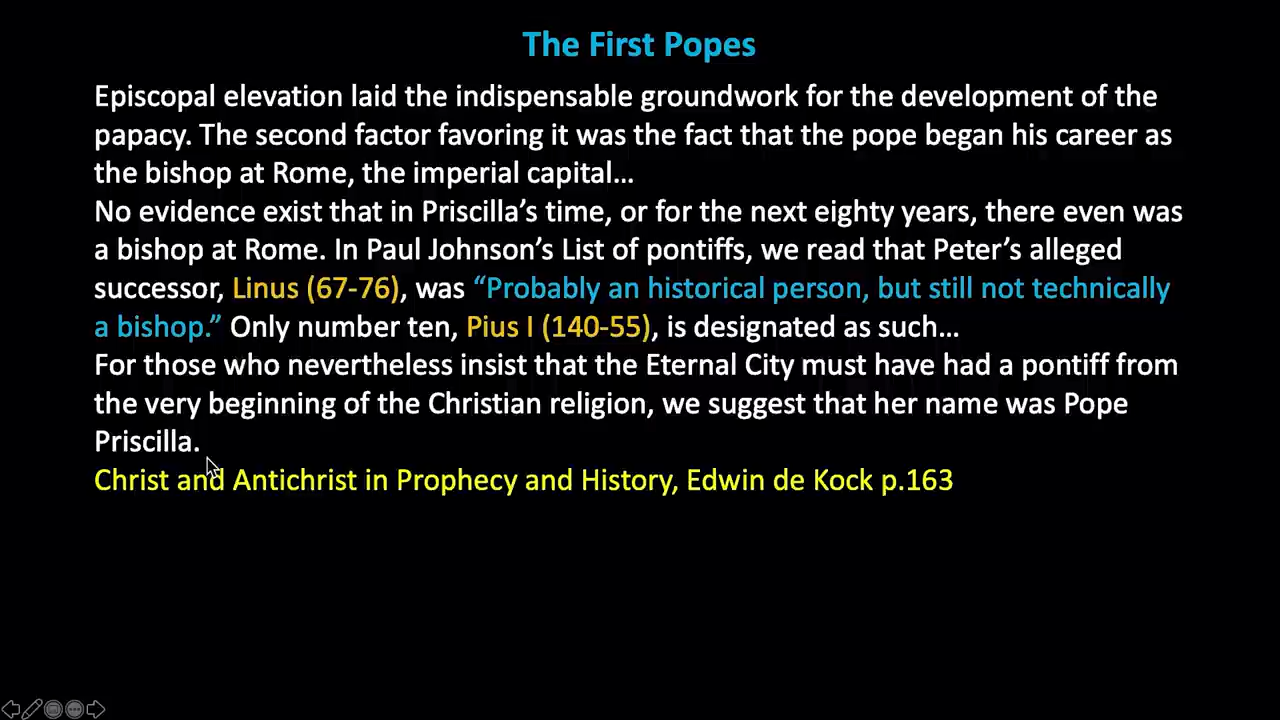 The First Popes
Episcopal elevation laid the indispensable groundwork for the development of the
papacy. The second factor favoring it was the fact that the pope began his career as
the bishop at Rome, the imperial capital...
No evidence exist that in Priscilla’s time, or for the next eighty years, there even was
a bishop at Rome. In Paul Johnson’s List of pontiffs, we read that Peter’s alleged
successor, Linus (67-76), was “Probably an historical person, but still not technically
a bishop.” Only number ten, Pius I (140-55), is designated as such...
For those who nevertheless insist that the Eternal City must have had a pontiff from
the very beginning of the Christian religion, we suggest that her name was Pope
Priscilla.
Christ and Antichrist in Prophecy and History, Edwin de Kock p.163